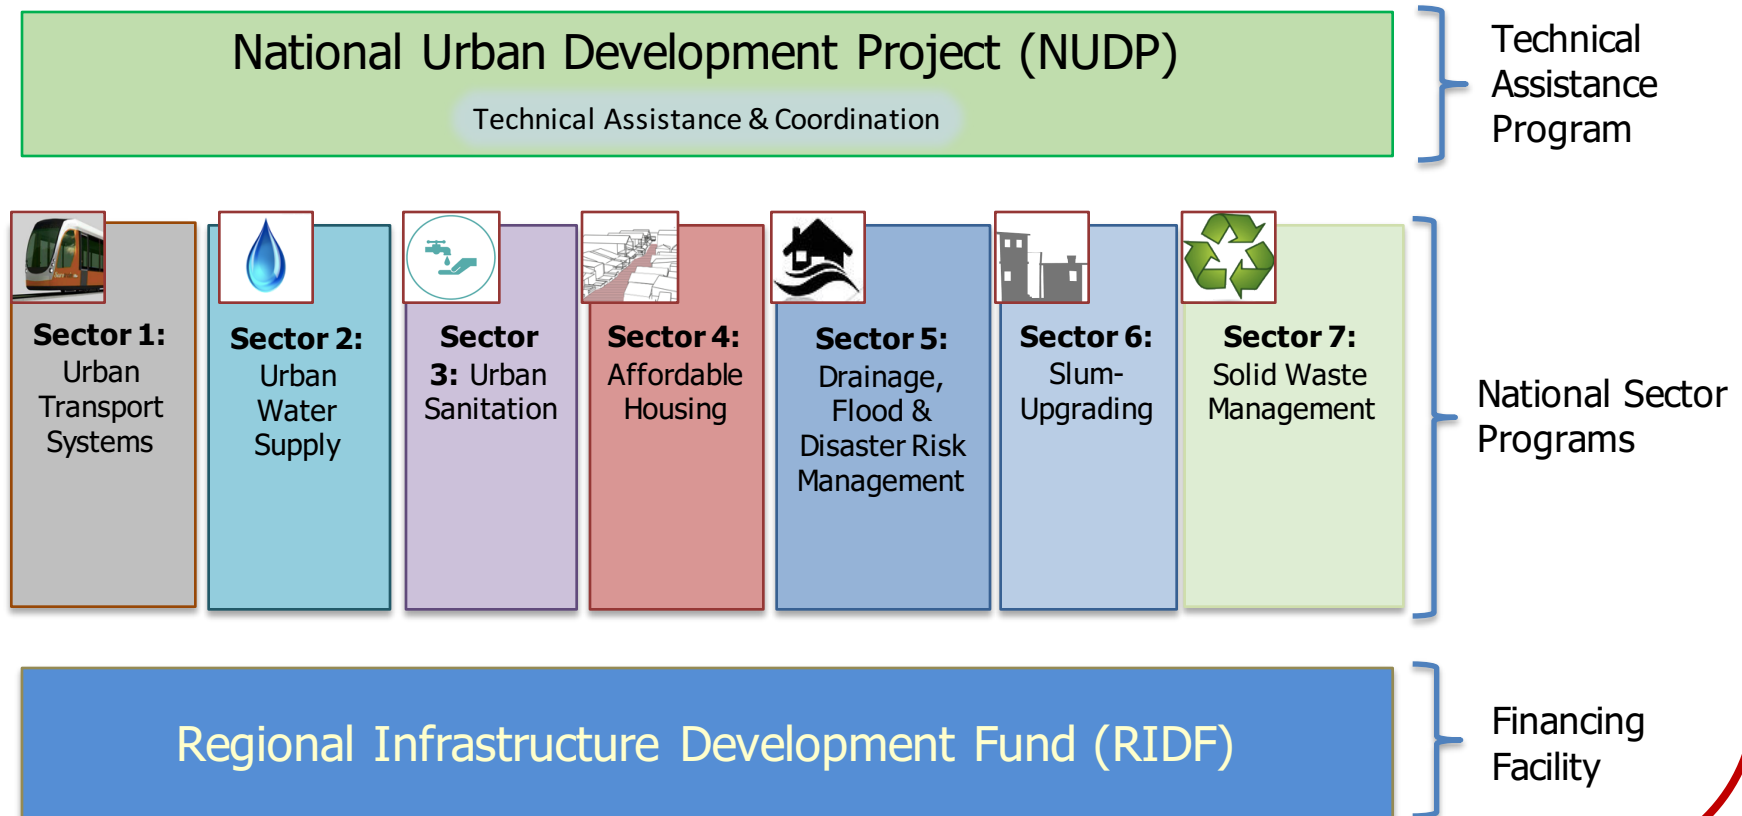 National Urban Development Project (NUDP)
Technical Assistance & Coordination
Technical
Assistance
Program
Sector 1:
Urban
Transport
Systems
Sector 2:
Urban
Water
Supply
Sector
3: Urban
Sanitation
Sector 4:
Affordable
Housing
Sector 5:
Drainage,
Flood &
Disaster Risk
Management
Sector 6:
Slum-
Upgrading
Sector 7:
Solid Waste
Management
National Sector
Programs
Regional Infrastructure Development Fund (RIDF)
Financing
Facility